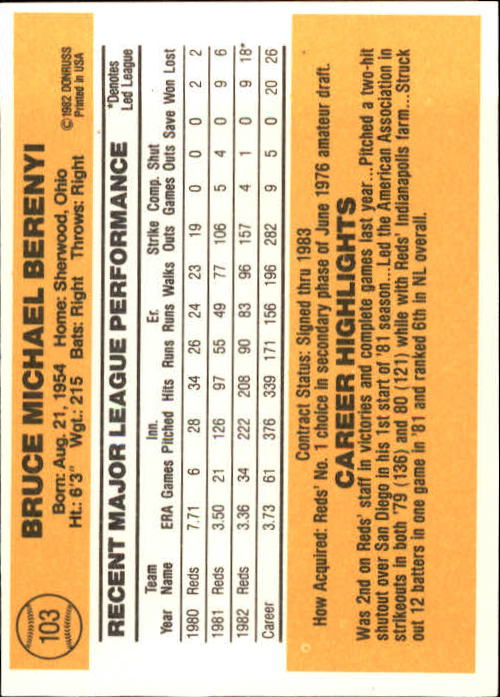 103
BRUCE MICHAEL BERENYI
Born: Aug. 21, 1954 Home: Sherwood, Ohio
Ht.: 6'3" Wgt.: 215 Bats: Right Throws: Right
©1982 DONRUSS
Printed in USA
RECENT MAJOR LEAGUE PERFORMANCE
*Denotes
Led League
Team Inn. Er. Strike Comp. Shut
Year Name ERA Games Pitched Hits Runs Runs Walks Outs Games Outs Save Won Lost
1980 Reds 7.71 6 28 34 26 24 23 19 0 0 0 2 2
1981 Reds 3.50 21 126 97 55 49 77 106 5 4 0 9 6
1982 Reds 3.36 34 222 208 90 83 96 157 4 1 0 9 18*
Career 3.73 61 376 339 171 156 196 282 9 5 0 20 26
Contract Status: Signed thru 1983
How Acquired: Reds' No. 1 choice in secondary phase of June 1976 amateur draft.
CAREER HIGHLIGHTS
Was 2nd on Reds' staff in victories and complete games last year...Pitched a two-hit
shutout over San Diego in his 1st start of '81 season...Led the American Association in
strikeouts in both '79 (136) and 80 (121) while with Reds' Indianapolis farm...Struck
out 12 batters in one game in '81 and ranked 6th in NL overall.